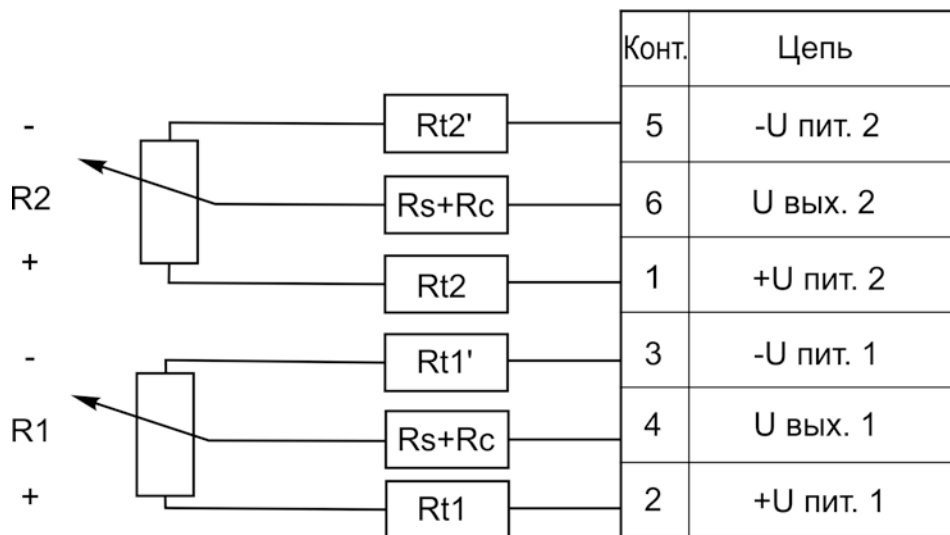 Конт. Цепь
- Rt2' 5 -U пит. 2
R2 Rs+Rc 6 U вых. 2
+ Rt2 1 +U пит. 2
- Rt1' 3 -U пит. 1
R1 Rs+Rc 4 U вых. 1
+ Rt1 2 +U пит. 1